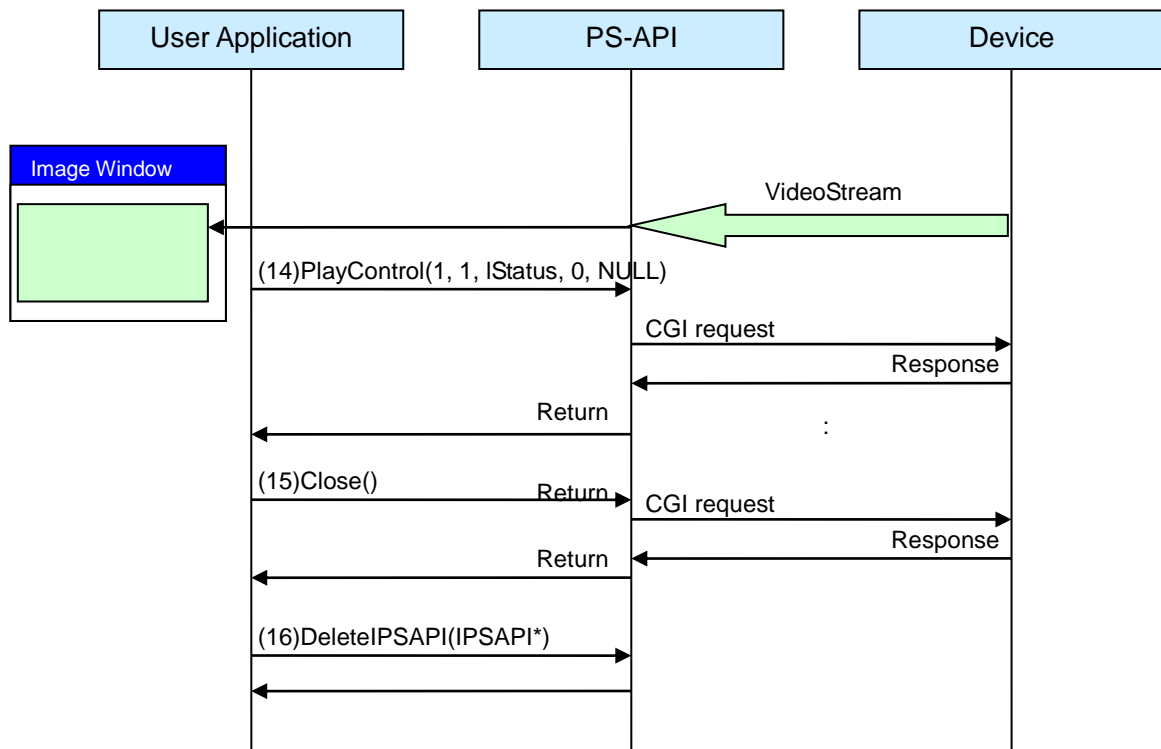 User Application
PS-API
Device
Image Window
VideoStream
(14)PlayControl(1, 1, lStatus, 0, NULL)
CGI request
Response
Return
:
(15)Close()
Return
CGI request
Response
Return
(16)DeleteIPSAPI(IPSAPI*)